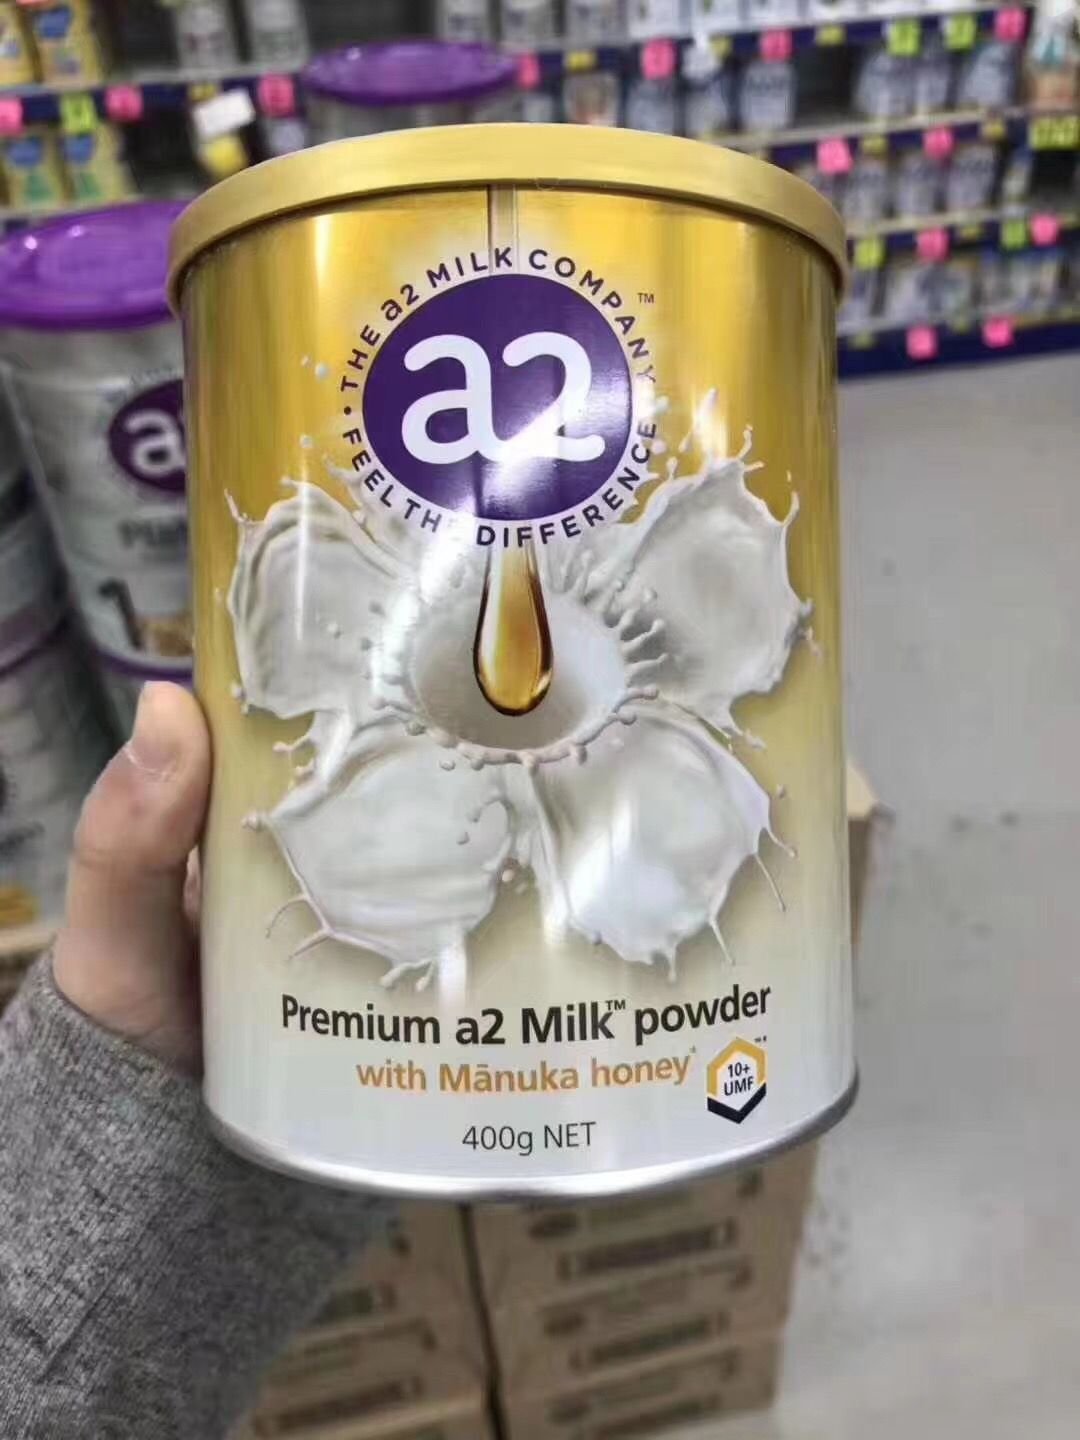 THE a2 MILK COMPANY™
a2
• FEEL THE DIFFERENCE •
Premium a2 Milk™ powder
with Mānuka honey*
10+
UMF
400g NET
a
1